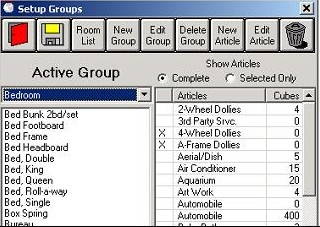 Setup Groups
Room List
New Group
Edit Group
Delete Group
New Article
Edit Article
Active Group
Show Articles
Complete
Selected Only
Bedroom
Bed Bunk 2bd/set
Bed Footboard
Bed Frame
Bed Headboard
Bed, Double
Bed, King
Bed, Queen
Bed, Roll-a-way
Bed, Single
Box Spring
Bureau
Articles Cubes
2-Wheel Dollies 4
3rd Party Srvc. 0
X 4-Wheel Dollies 0
X A-Frame Dollies 0
Aerial/Dish 5
Air Conditioner 15
Aquarium 20
Art Work 4
Automobile 0
Automobile 400